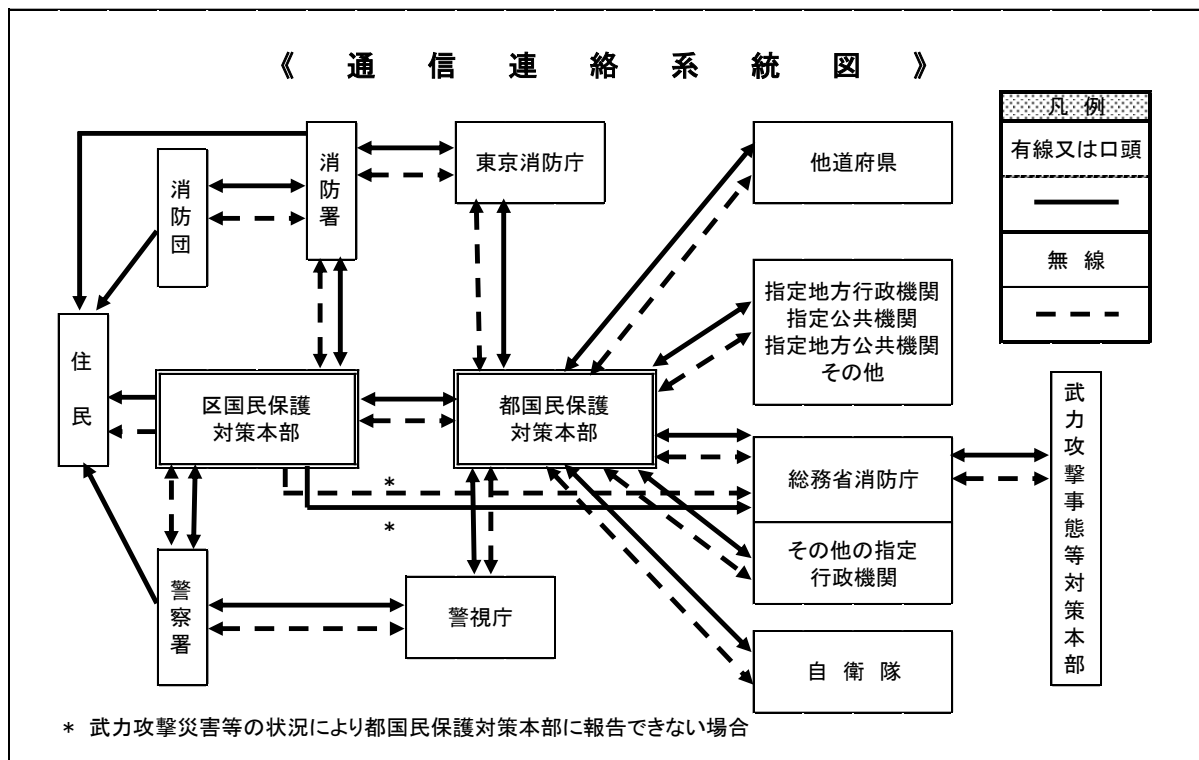 《 通 信 連 絡 系 統 図 》
凡 例
有線又は口頭
無 線
消防署
東京消防庁
他道府県
消防団
指定地方行政機関
指定公共機関
指定地方公共機関
その他
住民
区国民保護
対策本部
都国民保護
対策本部
武力攻撃事態等対策本部
総務省消防庁
*
*
その他の指定
行政機関
警察署
警視庁
自 衛 隊
* 武力攻撃災害等の状況により都国民保護対策本部に報告できない場合